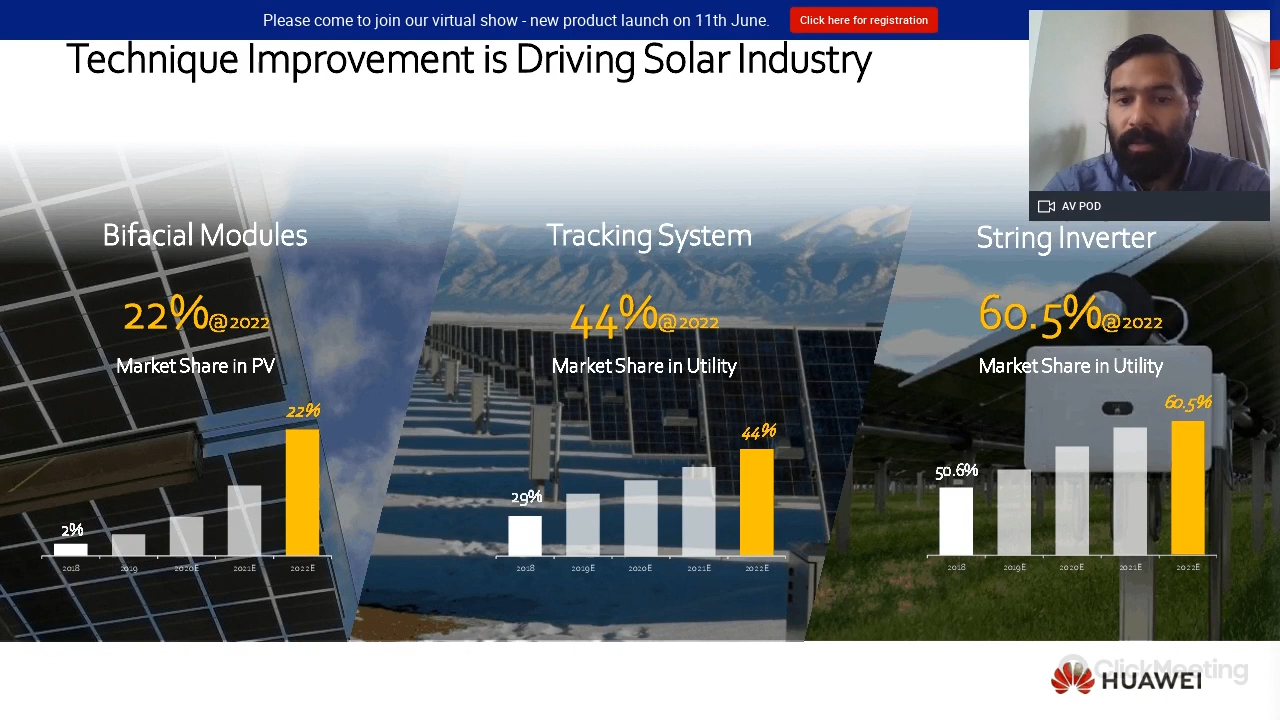 Please come to join our virtual show - new product launch on 11th June.
Click here for registration
Technique Improvement is Driving Solar Industry
AV POD
Bifacial Modules
22%@2022
Market Share in PV
22%
2%
2018 2019 2020E 2021E 2022E
Tracking System
44%@2022
Market Share in Utility
44%
29%
2018 2019E 2020E 2021E 2022E
String Inverter
60.5%@2022
Market Share in Utility
60.5%
50.6%
2018 2019E 2020E 2021E 2022E
ClickMeeting
HUAWEI